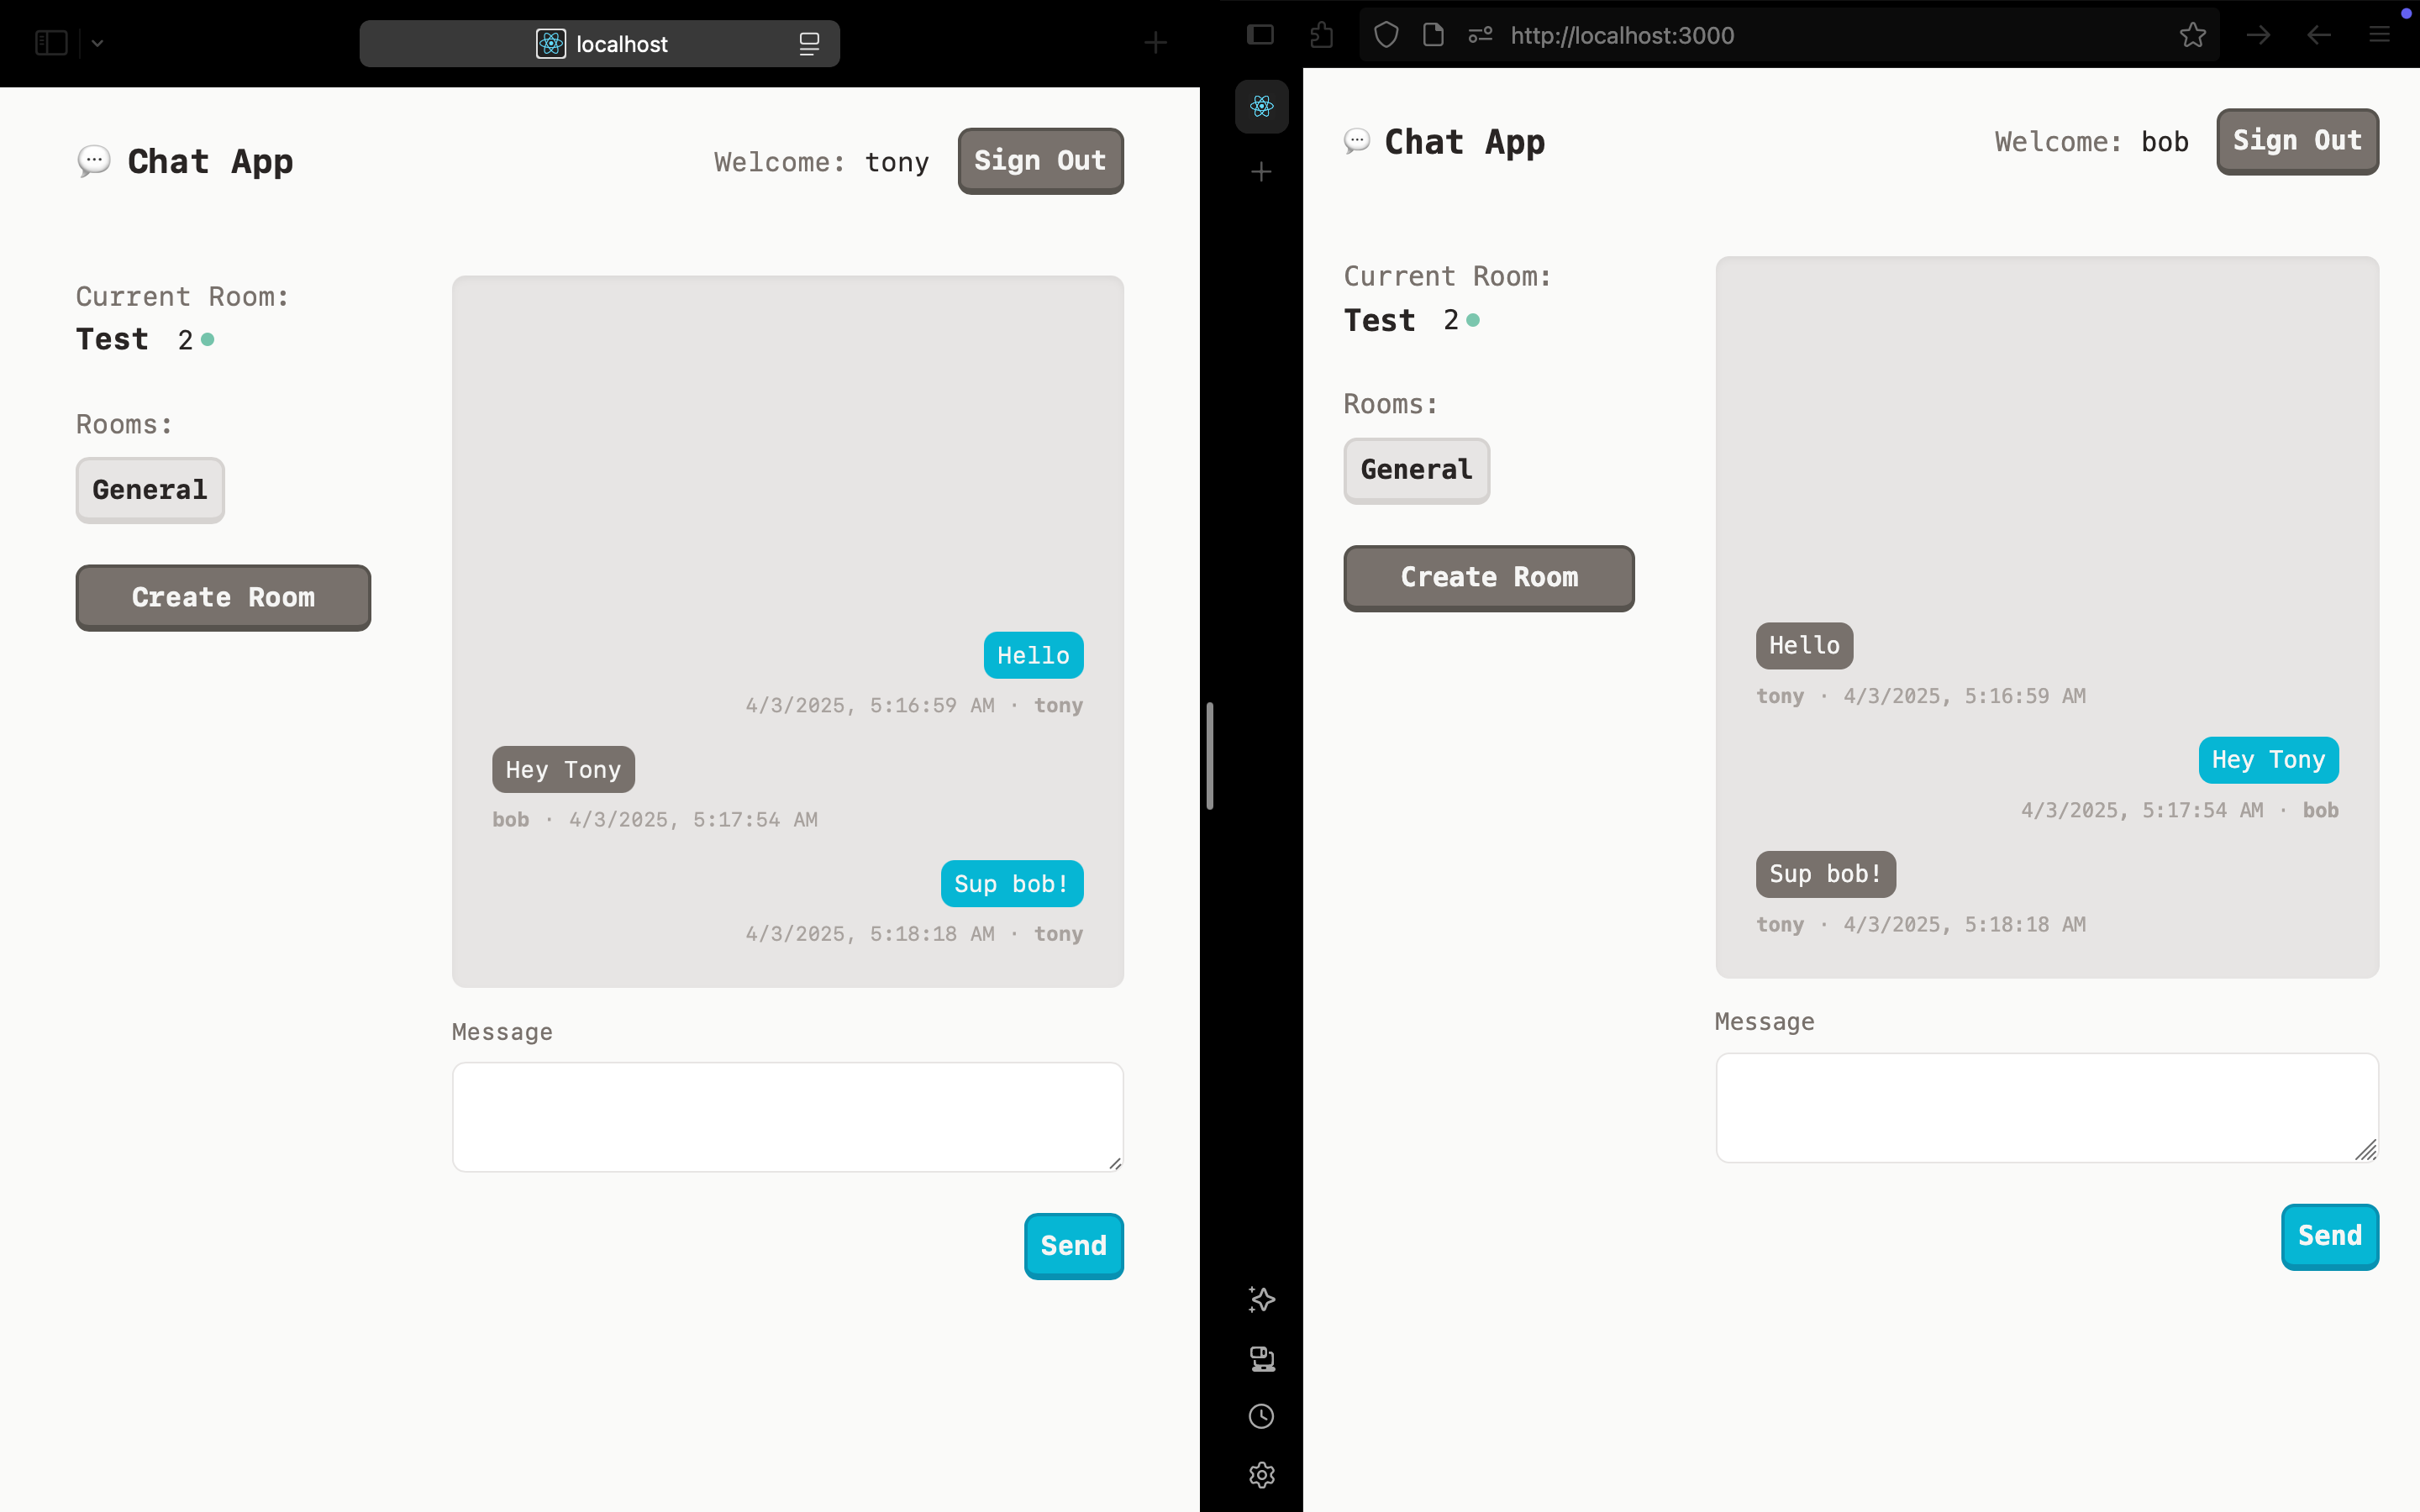 localhost
💬 Chat App
Welcome: tony
Sign Out
Current Room:
Test 2
Rooms:
General
Create Room
Hello
4/3/2025, 5:16:59 AM · tony
Hey Tony
bob · 4/3/2025, 5:17:54 AM
Sup bob!
4/3/2025, 5:18:18 AM · tony
Message
Send
http://localhost:3000
💬 Chat App
Welcome: bob
Sign Out
Current Room:
Test 2
Rooms:
General
Create Room
Hello
tony · 4/3/2025, 5:16:59 AM
Hey Tony
4/3/2025, 5:17:54 AM · bob
Sup bob!
tony · 4/3/2025, 5:18:18 AM
Message
Send